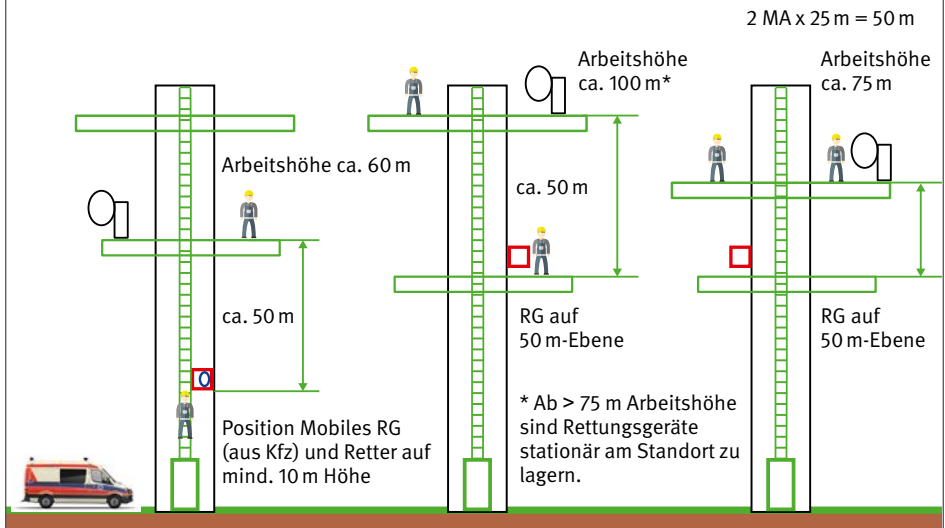 2 MA x 25 m = 50 m
Arbeitshöhe
ca. 100 m*
Arbeitshöhe
ca. 75 m
Arbeitshöhe ca. 60 m
ca. 50 m
ca. 50 m
RG auf
50 m-Ebene
RG auf
50 m-Ebene
Position Mobiles RG
(aus Kfz) und Retter auf
mind. 10 m Höhe
* Ab > 75 m Arbeitshöhe
sind Rettungsgeräte
stationär am Standort zu
lagern.